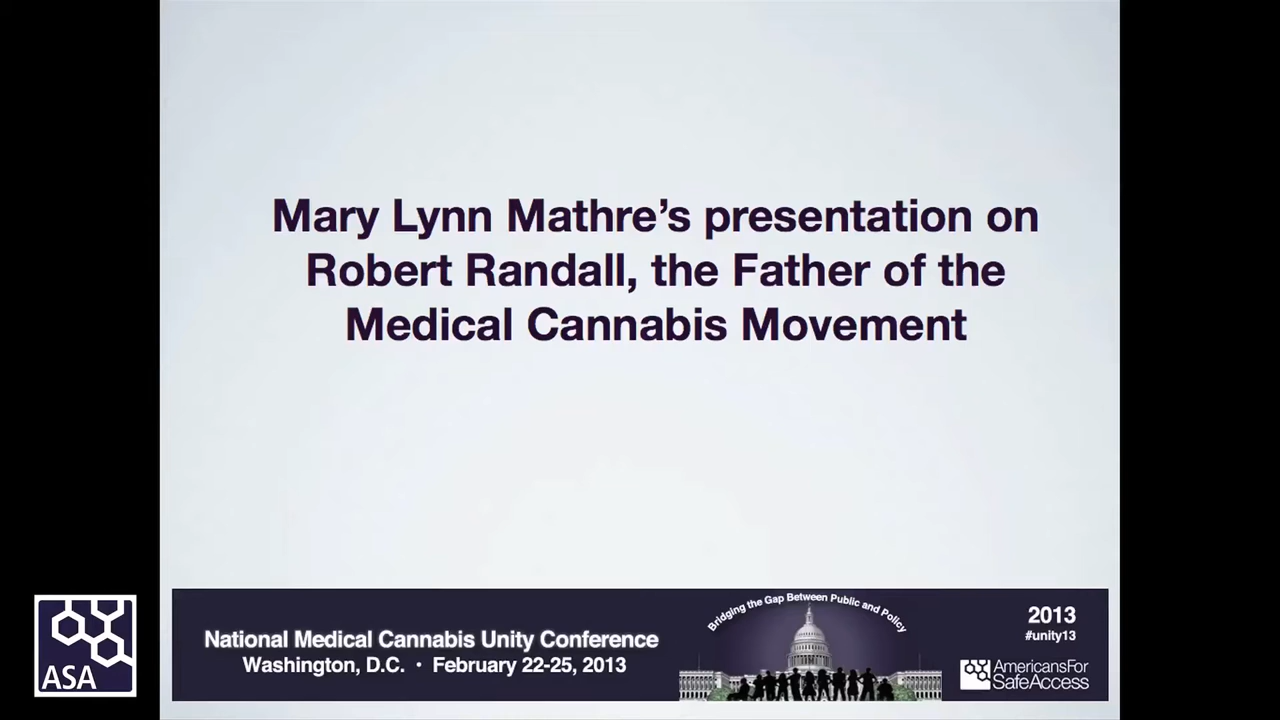 Mary Lynn Mathre’s presentation on
Robert Randall, the Father of the
Medical Cannabis Movement
Bridging the Gap Between Public and Policy
National Medical Cannabis Unity Conference
Washington, D.C. • February 22-25, 2013
2013
#unity13
AmericansFor
SafeAccess
ASA